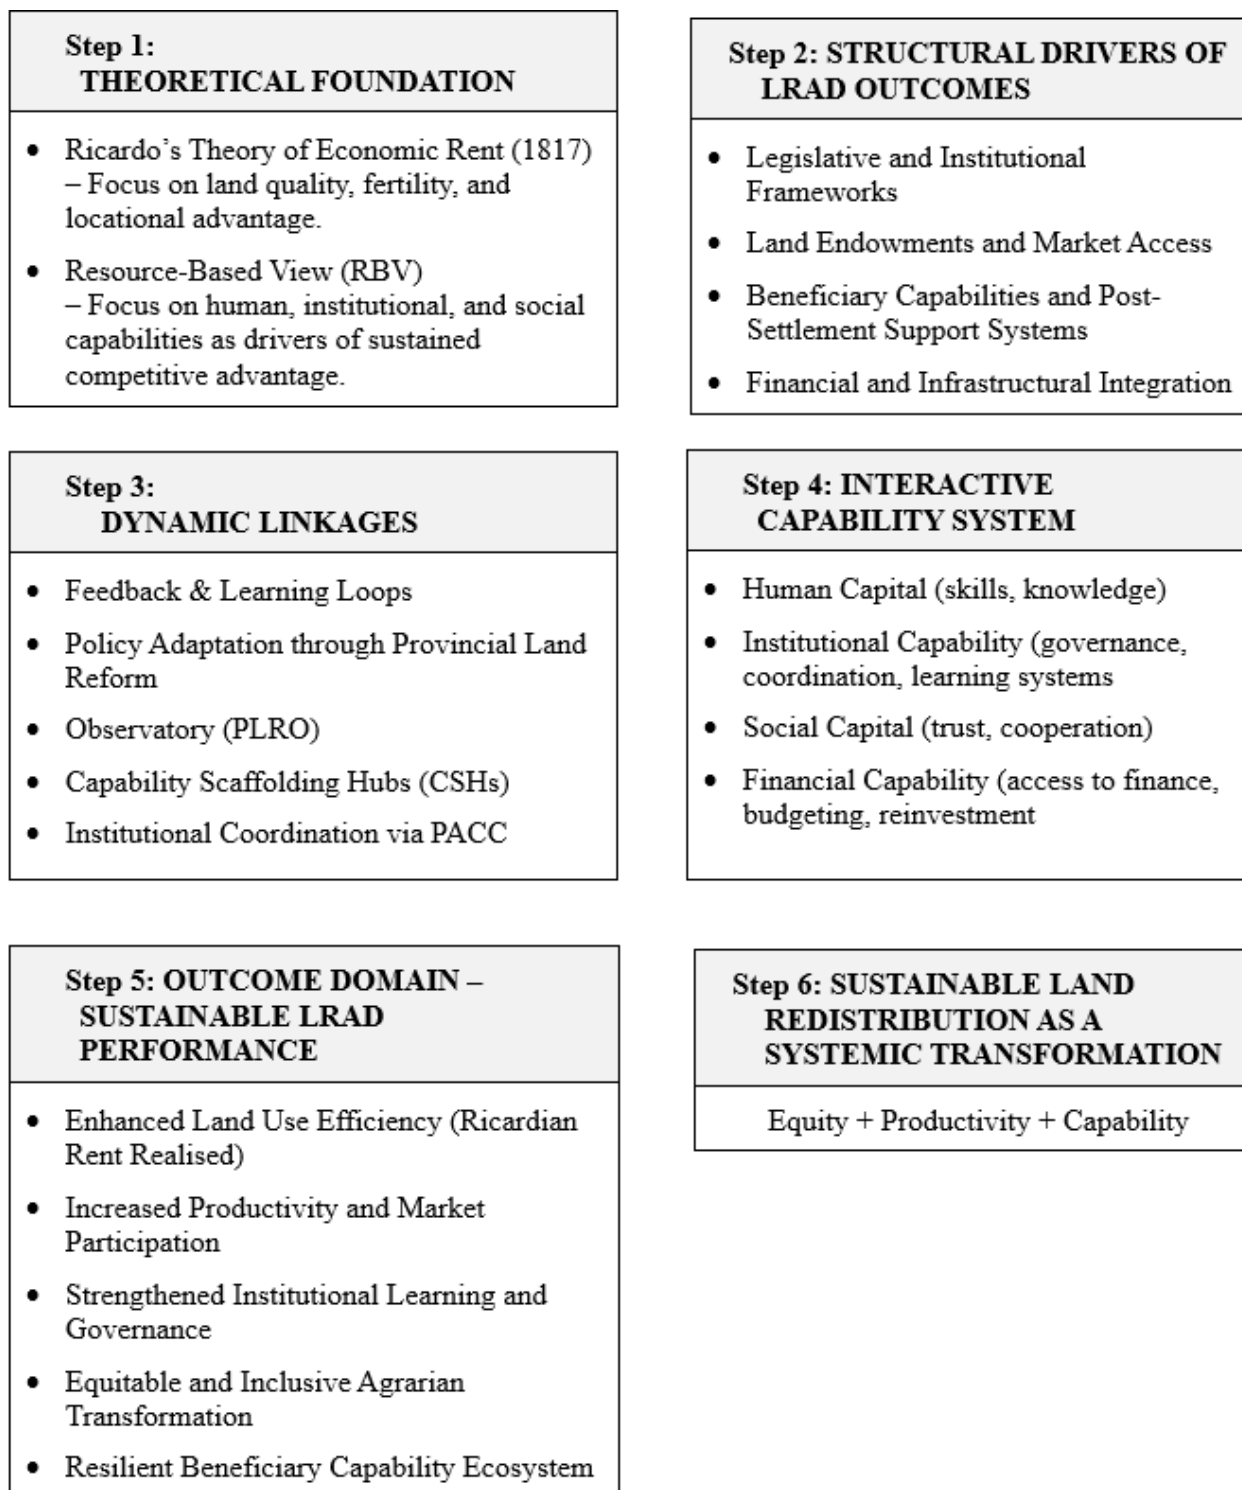 Step 1:
THEORETICAL FOUNDATION
• Ricardo’s Theory of Economic Rent (1817)
– Focus on land quality, fertility, and
locational advantage.
• Resource-Based View (RBV)
– Focus on human, institutional, and social
capabilities as drivers of sustained
competitive advantage.
Step 2: STRUCTURAL DRIVERS OF
LRAD OUTCOMES
• Legislative and Institutional
Frameworks
• Land Endowments and Market Access
• Beneficiary Capabilities and Post-
Settlement Support Systems
• Financial and Infrastructural Integration
Step 3:
DYNAMIC LINKAGES
• Feedback & Learning Loops
• Policy Adaptation through Provincial Land
Reform
• Observatory (PLRO)
• Capability Scaffolding Hubs (CSHs)
• Institutional Coordination via PACC
Step 4: INTERACTIVE
CAPABILITY SYSTEM
• Human Capital (skills, knowledge)
• Institutional Capability (governance,
coordination, learning systems
• Social Capital (trust, cooperation)
• Financial Capability (access to finance,
budgeting, reinvestment
Step 5: OUTCOME DOMAIN –
SUSTAINABLE LRAD
PERFORMANCE
• Enhanced Land Use Efficiency (Ricardian
Rent Realised)
• Increased Productivity and Market
Participation
• Strengthened Institutional Learning and
Governance
• Equitable and Inclusive Agrarian
Transformation
• Resilient Beneficiary Capability Ecosystem
Step 6: SUSTAINABLE LAND
REDISTRIBUTION AS A
SYSTEMIC TRANSFORMATION
Equity + Productivity + Capability